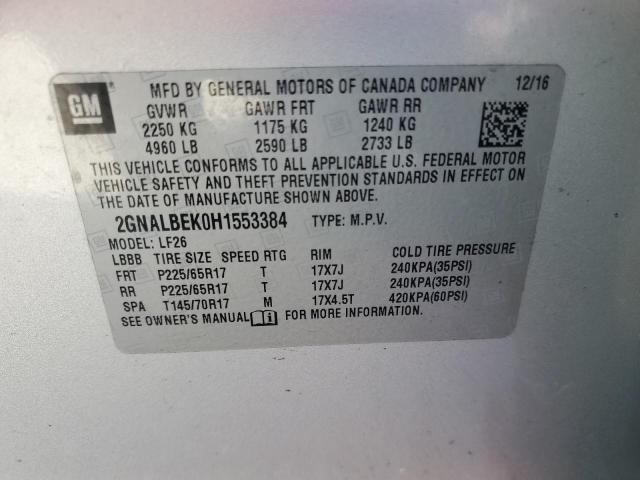 GM
MFD BY GENERAL MOTORS OF CANADA COMPANY 12/16
GVWR GAWR FRT GAWR RR
2250 KG 1175 KG 1240 KG
4960 LB 2590 LB 2733 LB
THIS VEHICLE CONFORMS TO ALL APPLICABLE U.S. FEDERAL MOTOR
VEHICLE SAFETY AND THEFT PREVENTION STANDARDS IN EFFECT ON
THE DATE OF MANUFACTURE SHOWN ABOVE.
2GNALBEK0H1553384 TYPE: M.P.V.
MODEL: LF26
LBBB TIRE SIZE SPEED RTG RIM COLD TIRE PRESSURE
FRT P225/65R17 T 17X7J 240KPA(35PSI)
RR P225/65R17 T 17X7J 240KPA(35PSI)
SPA T145/70R17 M 17X4.5T 420KPA(60PSI)
SEE OWNER'S MANUAL FOR MORE INFORMATION.